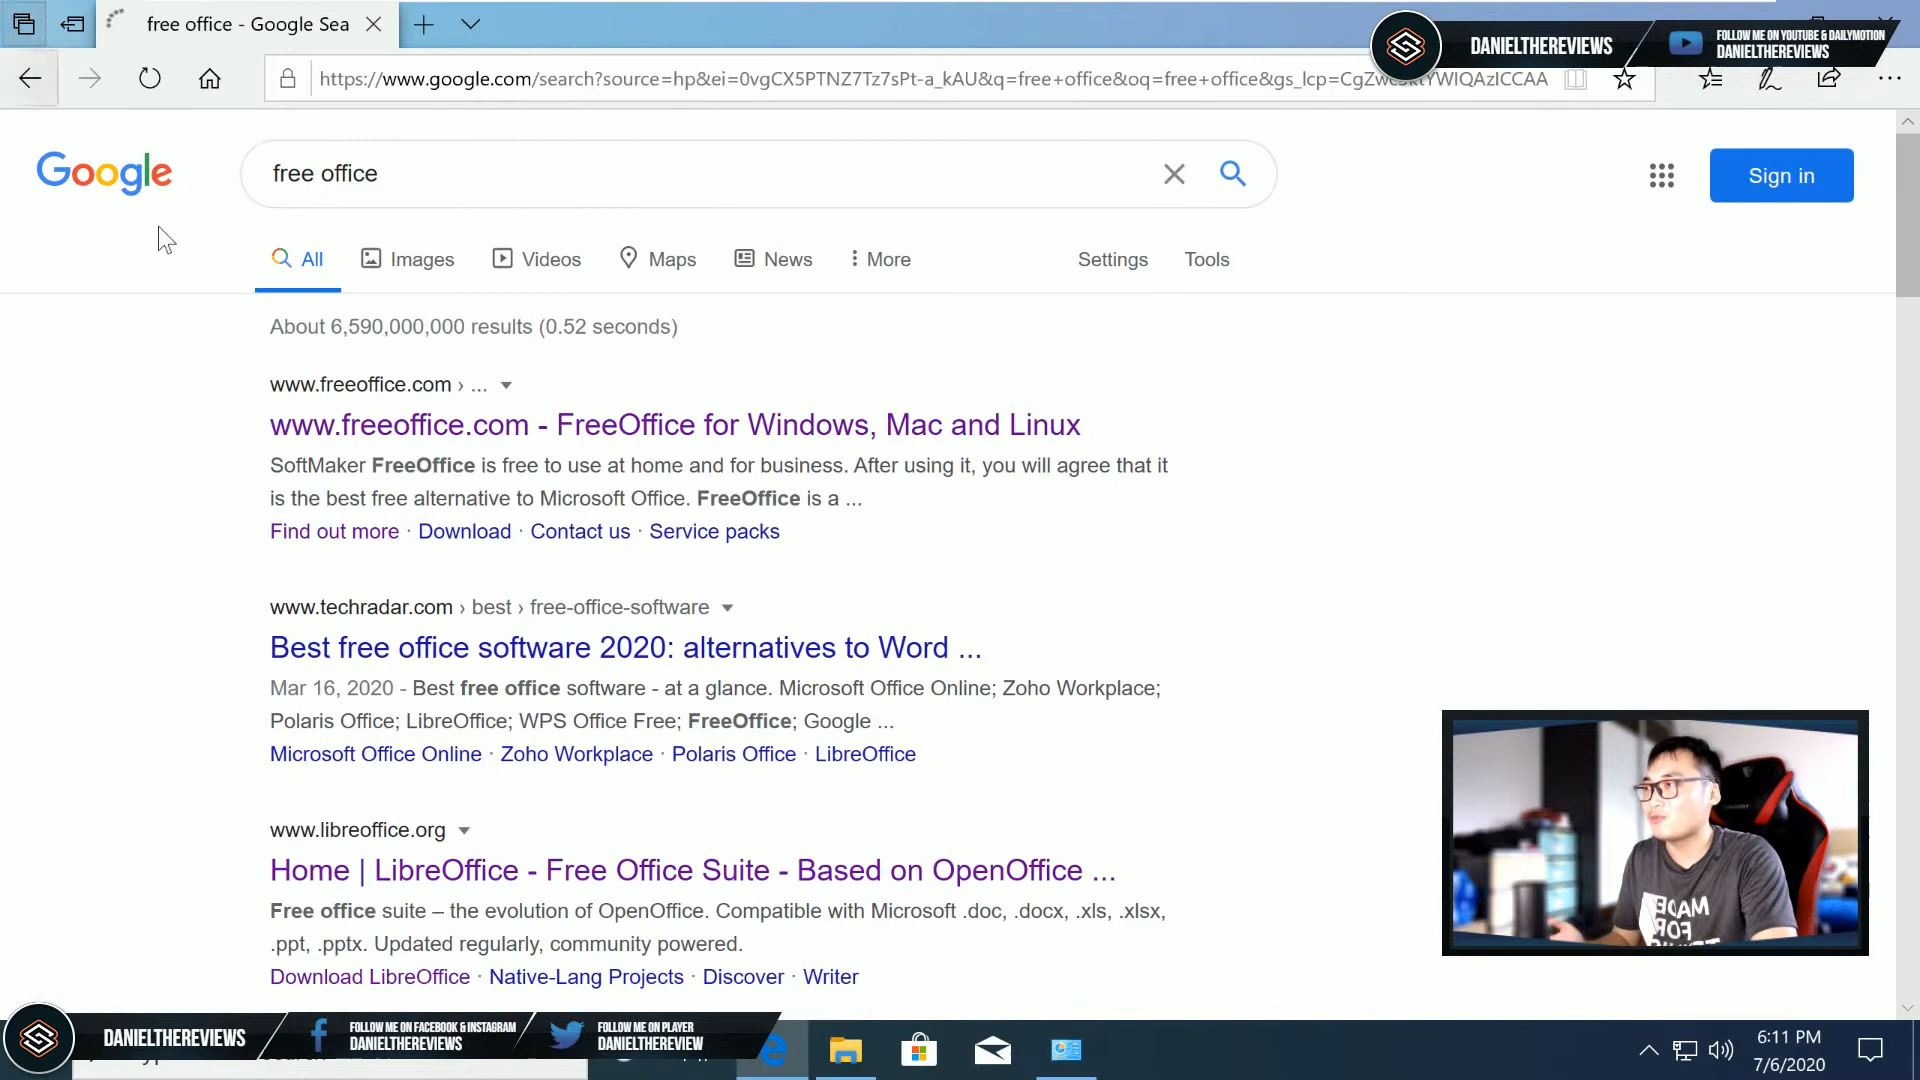 free office - Google Sea
DANIELTHEREVIEWS
FOLLOW ME ON YOUTUBE & DAILYMOTION
DANIELTHEREVIEWS
https://www.google.com/search?source=hp&ei=0vgCX5PTNZ7Tz7sPt-a_kAU&q=free+office&oq=free+office&gs_lcp=CgZwc3ktYWIQAzICCAA
Google
free office
Sign in
All Images Videos Maps News More Settings Tools
About 6,590,000,000 results (0.52 seconds)
www.freeoffice.com › ...
www.freeoffice.com - FreeOffice for Windows, Mac and Linux
SoftMaker FreeOffice is free to use at home and for business. After using it, you will agree that it
is the best free alternative to Microsoft Office. FreeOffice is a ...
Find out more · Download · Contact us · Service packs
www.techradar.com › best › free-office-software
Best free office software 2020: alternatives to Word ...
Mar 16, 2020 - Best free office software - at a glance. Microsoft Office Online; Zoho Workplace;
Polaris Office; LibreOffice; WPS Office Free; FreeOffice; Google ...
Microsoft Office Online · Zoho Workplace · Polaris Office · LibreOffice
www.libreoffice.org
Home | LibreOffice - Free Office Suite - Based on OpenOffice ...
Free office suite – the evolution of OpenOffice. Compatible with Microsoft .doc, .docx, .xls, .xlsx,
.ppt, .pptx. Updated regularly, community powered.
Download LibreOffice · Native-Lang Projects · Discover · Writer
MADE
FOR
DANIELTHEREVIEWS
FOLLOW ME ON FACEBOOK & INSTAGRAM
DANIELTHEREVIEWS
FOLLOW ME ON PLAYER
DANIELTHEREVIEW
6:11 PM
7/6/2020